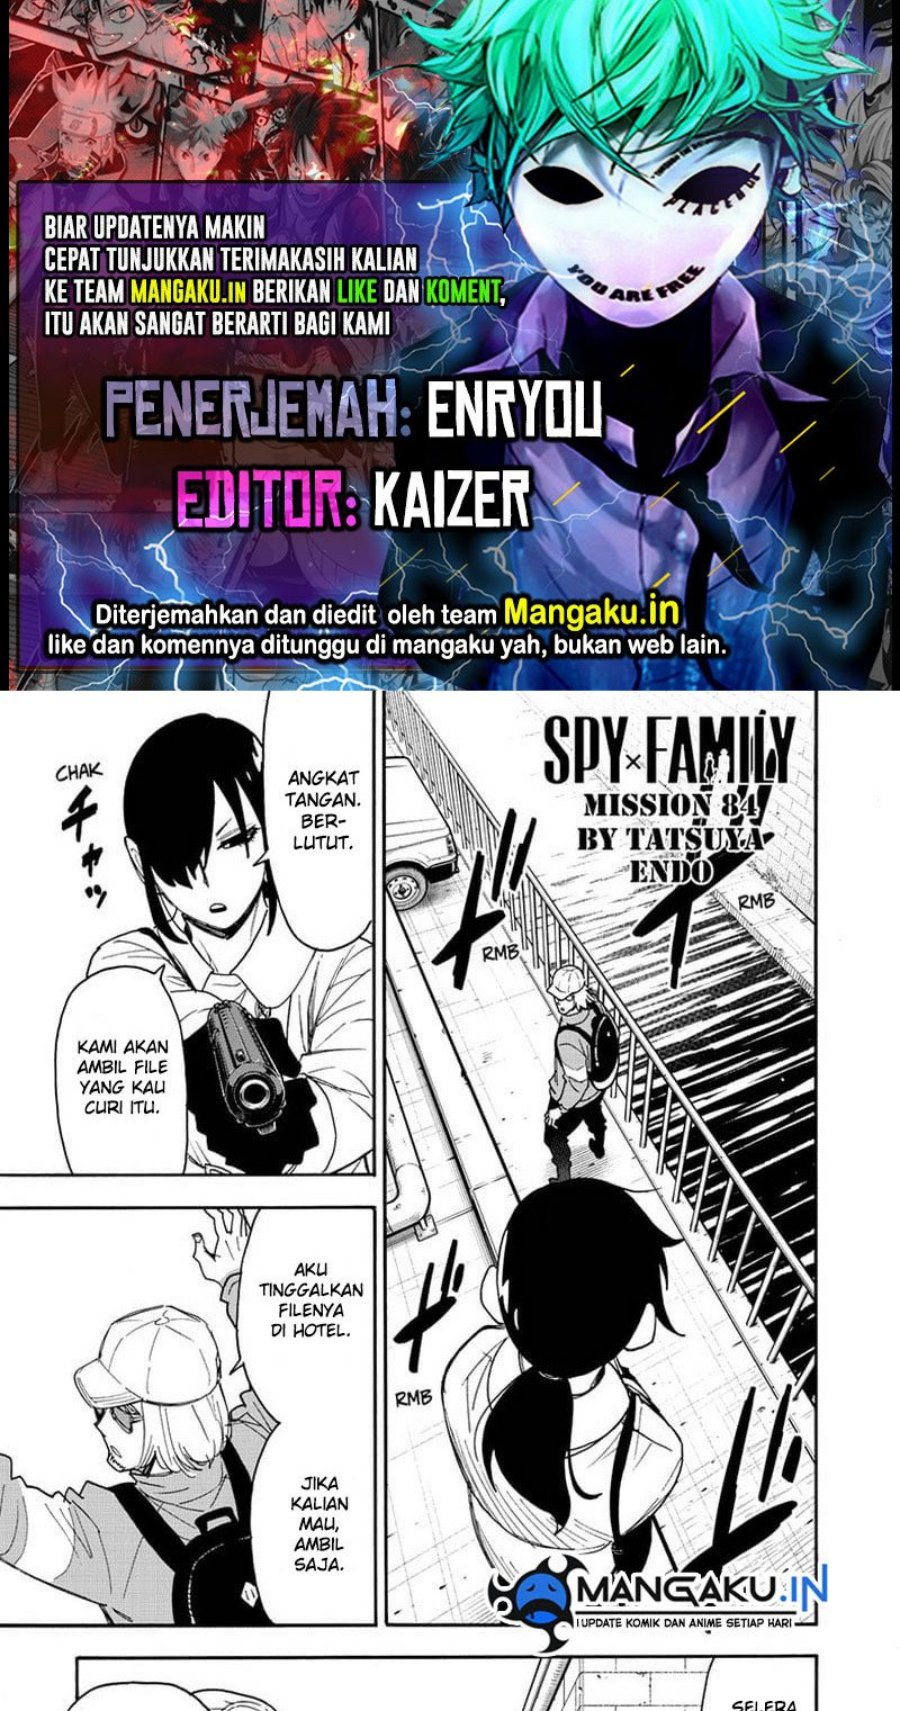 BIAR UPDATENYA MAKIN
CEPAT TUNJUKKAN TERIMAKASIH KALIAN
KE TEAM MANGAKU.IN BERIKAN LIKE DAN KOMENT,
ITU AKAN SANGAT BERARTI BAGI KAMI
PLACEBO
YOU ARE FREE
PENERJEMAH: ENRYOU
EDITOR: KAIZER
Diterjemahkan dan diedit oleh team Mangaku.in
like dan komennya ditunggu di mangaku yah, bukan web lain.
SPY×FAMILY
MISSION 84
BY TATSUYA
ENDO
RMB
RMB
RMB
ANGKAT
TANGAN.
BER-
LUTUT.
CHAK
チャッ
KAMI AKAN
AMBIL FILE
YANG KAU
CURI ITU.
AKU
TINGGALKAN
FILENYA
DI HOTEL.
JIKA
KALIAN
MAU,
AMBIL
SAJA.
MANGAKU.IN
UPDATE KOMIK DAN ANIME SETIAP HARI
SELERA